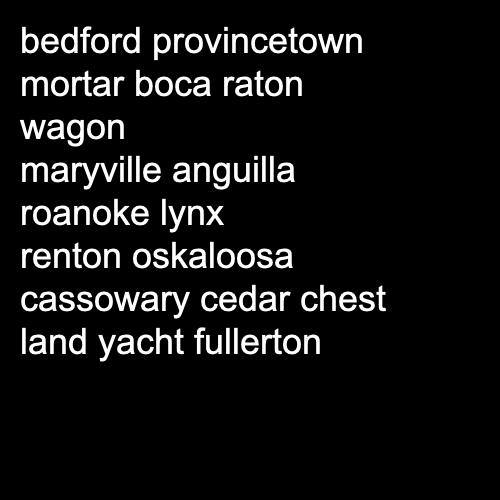 bedford provincetown
mortar boca raton
wagon
maryville anguilla
roanoke lynx
renton oskaloosa
cassowary cedar chest
land yacht fullerton